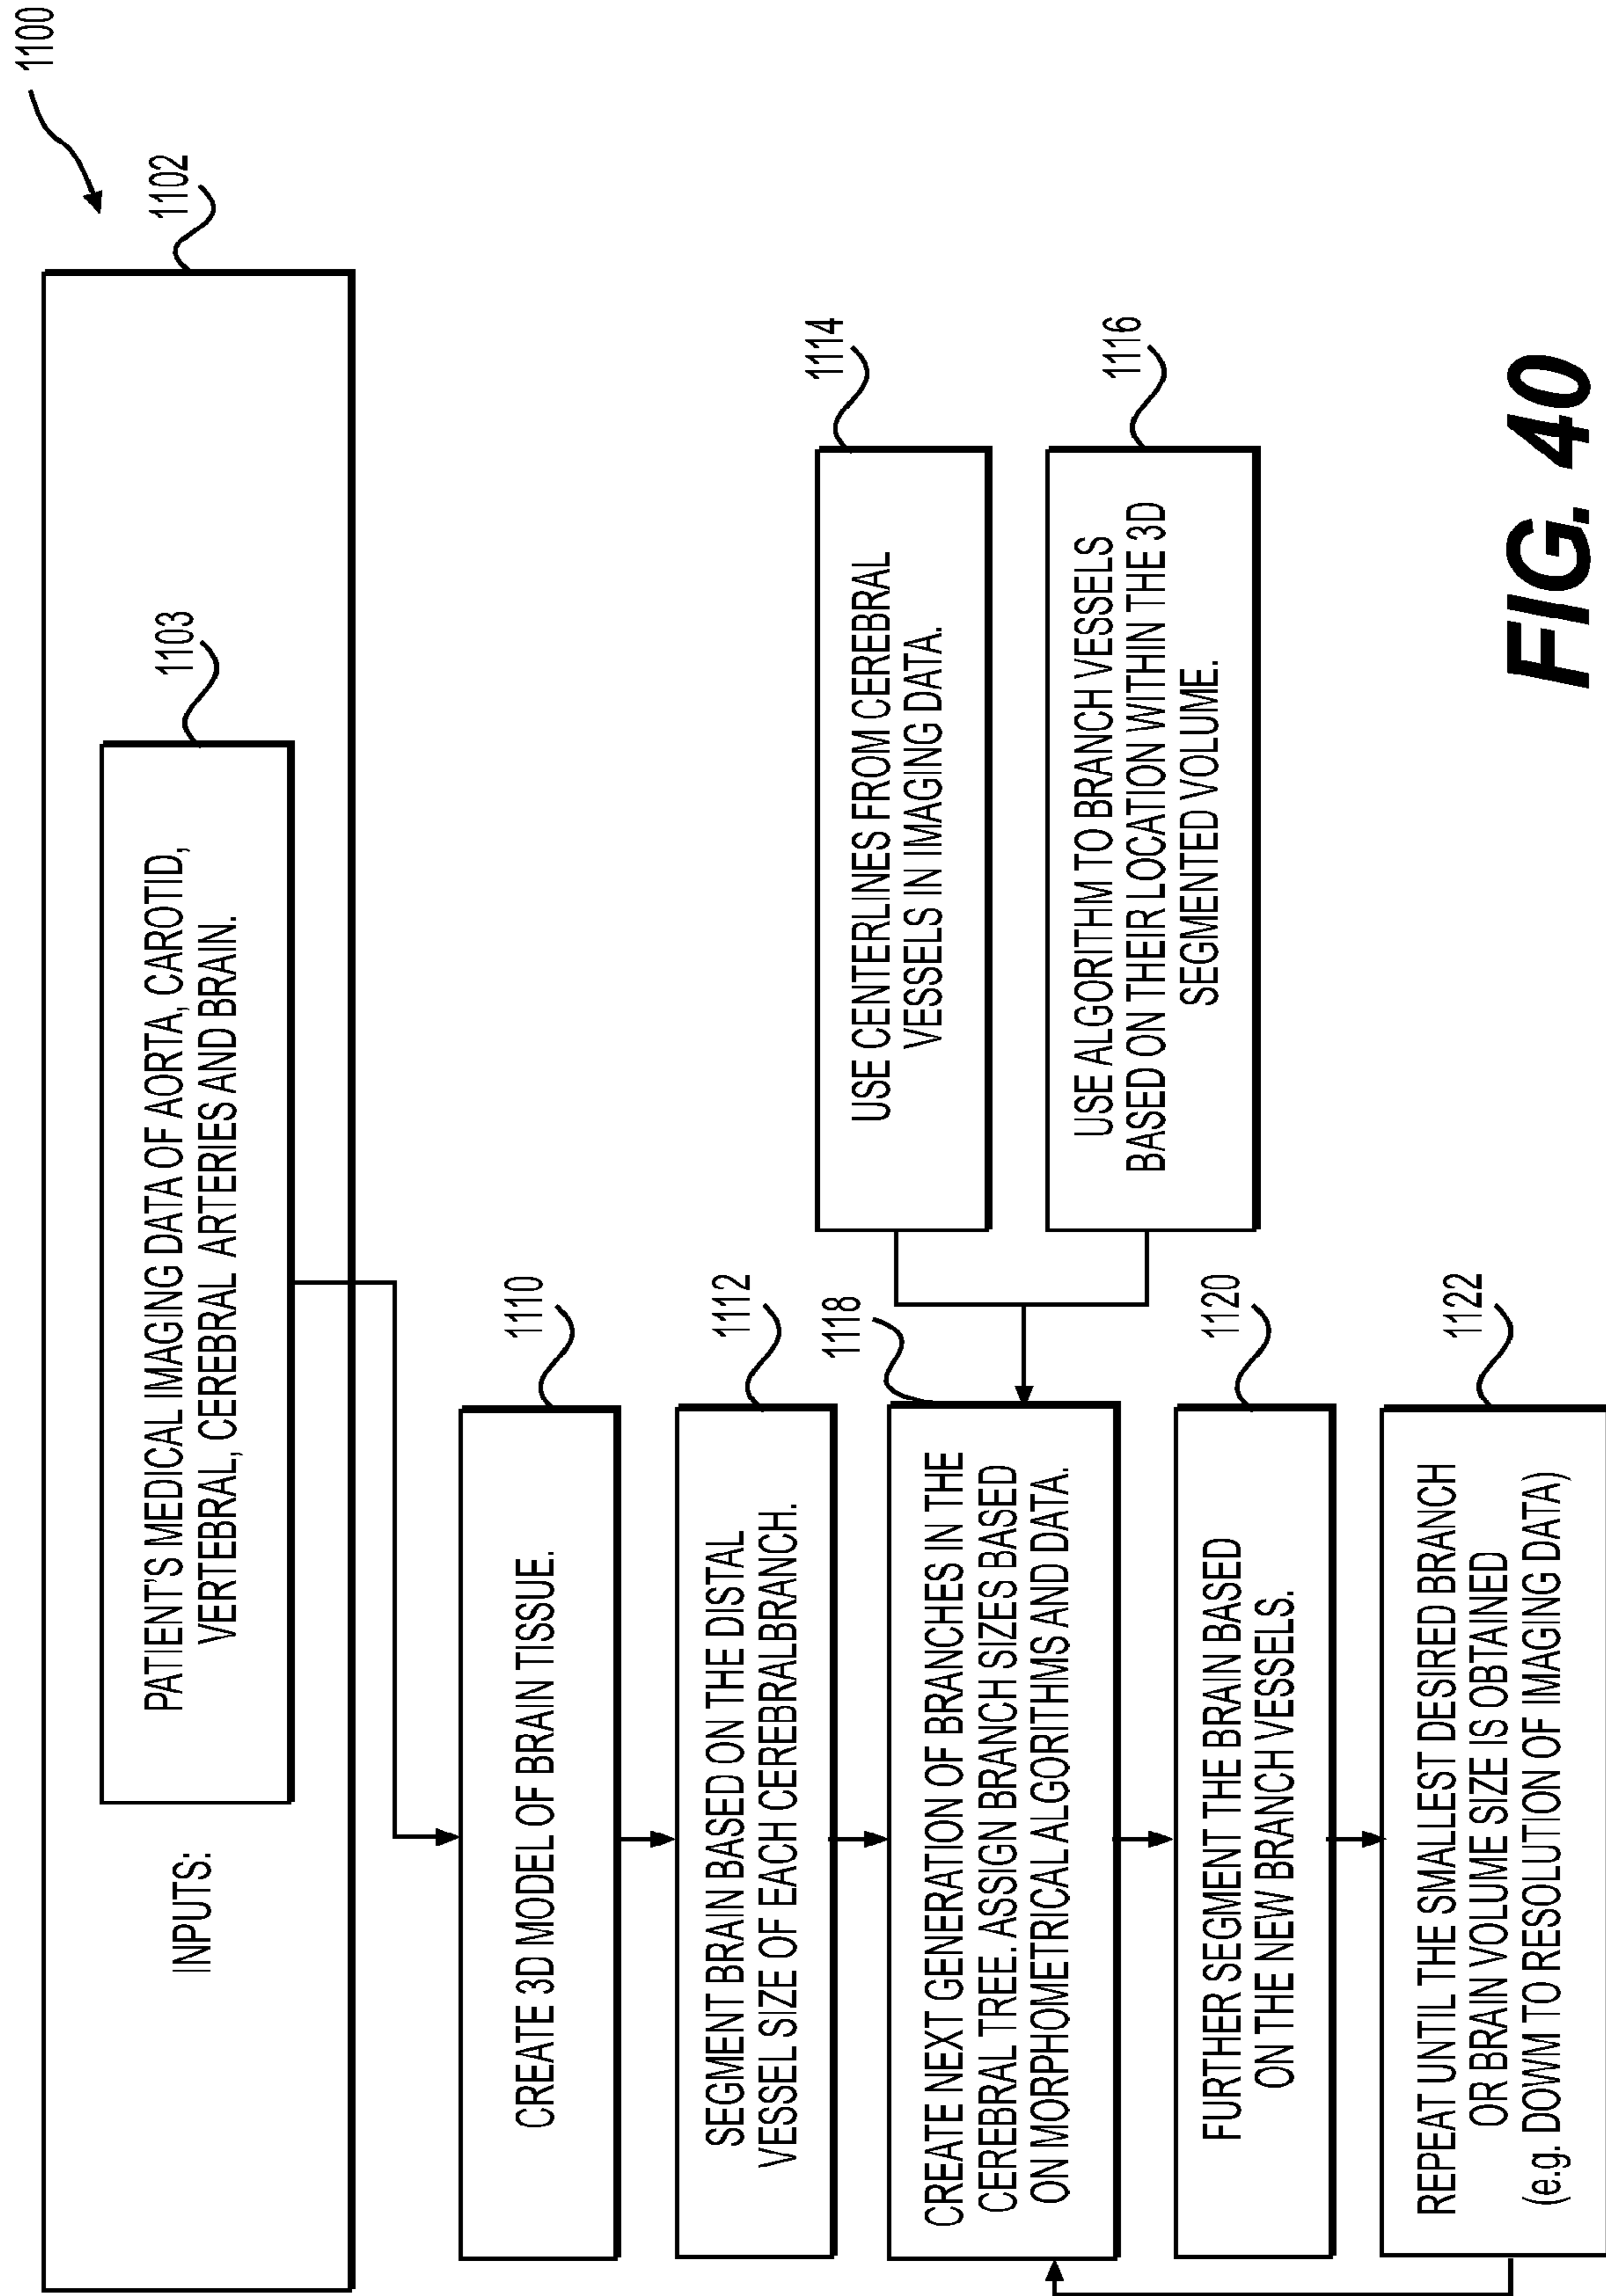 1100
1102
1103
INPUTS:
PATIENT'S MEDICAL IMAGING DATA OF AORTA, CAROTID,
VERTEBRAL, CEREBRAL ARTERIES AND BRAIN.
1110
CREATE 3D MODEL OF BRAIN TISSUE.
1112
SEGMENT BRAIN BASED ON THE DISTAL
VESSEL SIZE OF EACH CEREBRALBRANCH.
1114
USE CENTERLINES FROM CEREBRAL
VESSELS IN IMAGING DATA.
1116
USE ALGORITHM TO BRANCH VESSELS
BASED ON THEIR LOCATION WITHIN THE 3D
SEGMENTED VOLUME.
1118
CREATE NEXT GENERATION OF BRANCHES IN THE
CEREBRAL TREE. ASSIGN BRANCH SIZES BASED
ON MORPHOMETRICAL ALGORITHMS AND DATA.
1120
FURTHER SEGMENT THE BRAIN BASED
ON THE NEW BRANCH VESSELS.
1122
REPEAT UNTIL THE SMALLEST DESIRED BRANCH
OR BRAIN VOLUME SIZE IS OBTAINED
(e.g. DOWM TO RESOLUTION OF IMAGING DATA)
FIG. 40